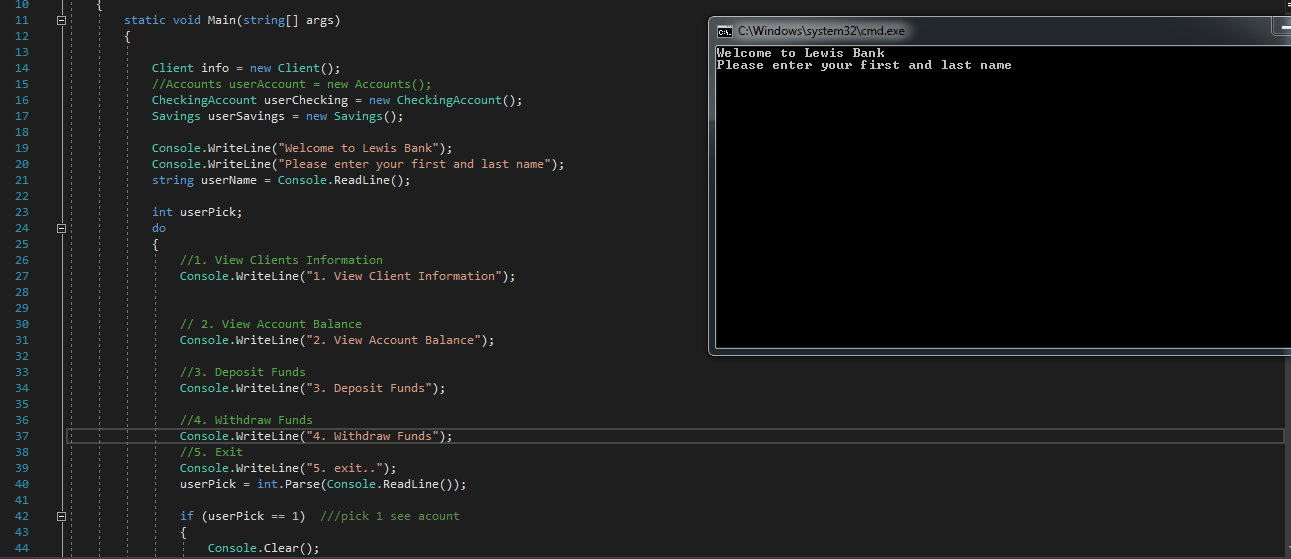 10 {
11 static void Main(string[] args)
12 {
13
14 Client info = new Client();
15 //Accounts userAccount = new Accounts();
16 CheckingAccount userChecking = new CheckingAccount();
17 Savings userSavings = new Savings();
18
19 Console.WriteLine("Welcome to Lewis Bank");
20 Console.WriteLine("Please enter your first and last name");
21 string userName = Console.ReadLine();
22
23 int userPick;
24 do
25 {
26 //1. View Clients Information
27 Console.WriteLine("1. View Client Information");
28
29
30 // 2. View Account Balance
31 Console.WriteLine("2. View Account Balance");
32
33 //3. Deposit Funds
34 Console.WriteLine("3. Deposit Funds");
35
36 //4. Withdraw Funds
37 Console.WriteLine("4. Withdraw Funds");
38 //5. Exit
39 Console.WriteLine("5. exit..");
40 userPick = int.Parse(Console.ReadLine());
41
42 if (userPick == 1) ///pick 1 see acount
43 {
44 Console.Clear();
C:\Windows\system32\cmd.exe
Welcome to Lewis Bank
Please enter your first and last name